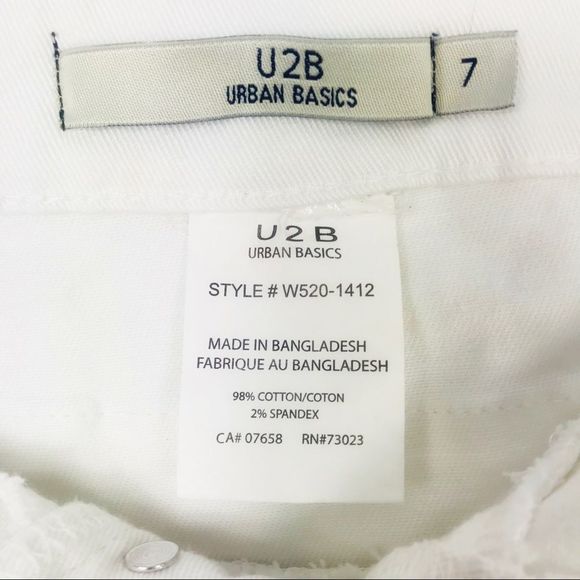 U2B
URBAN BASICS
7
U2B
URBAN BASICS
STYLE # W520-1412
MADE IN BANGLADESH
FABRIQUE AU BANGLADESH
98% COTTON/COTON
2% SPANDEX
CA# 07658 RN#73023